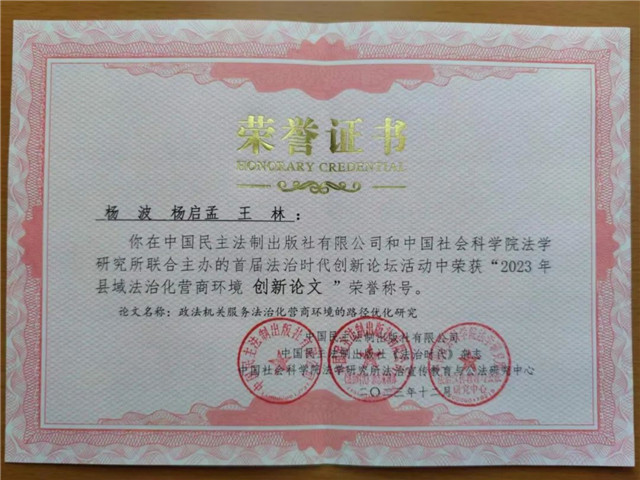 荣誉证书
HONORARY CREDENTIAL
杨 波 杨启孟 王 林：
你在中国民主法制出版社有限公司和中国社会科学院法学
研究所联合主办的首届法治时代创新论坛活动中荣获“2023年
县域法治化营商环境 创新论文 ”荣誉称号。
论文名称：政法机关服务法治化营商环境的路径优化研究
中国民主法制出版社有限公司
中国民主法制出版社《法治时代》杂志
中国社会科学院法学研究所法治宣传教育与公法研究中心
二〇二三年十二月